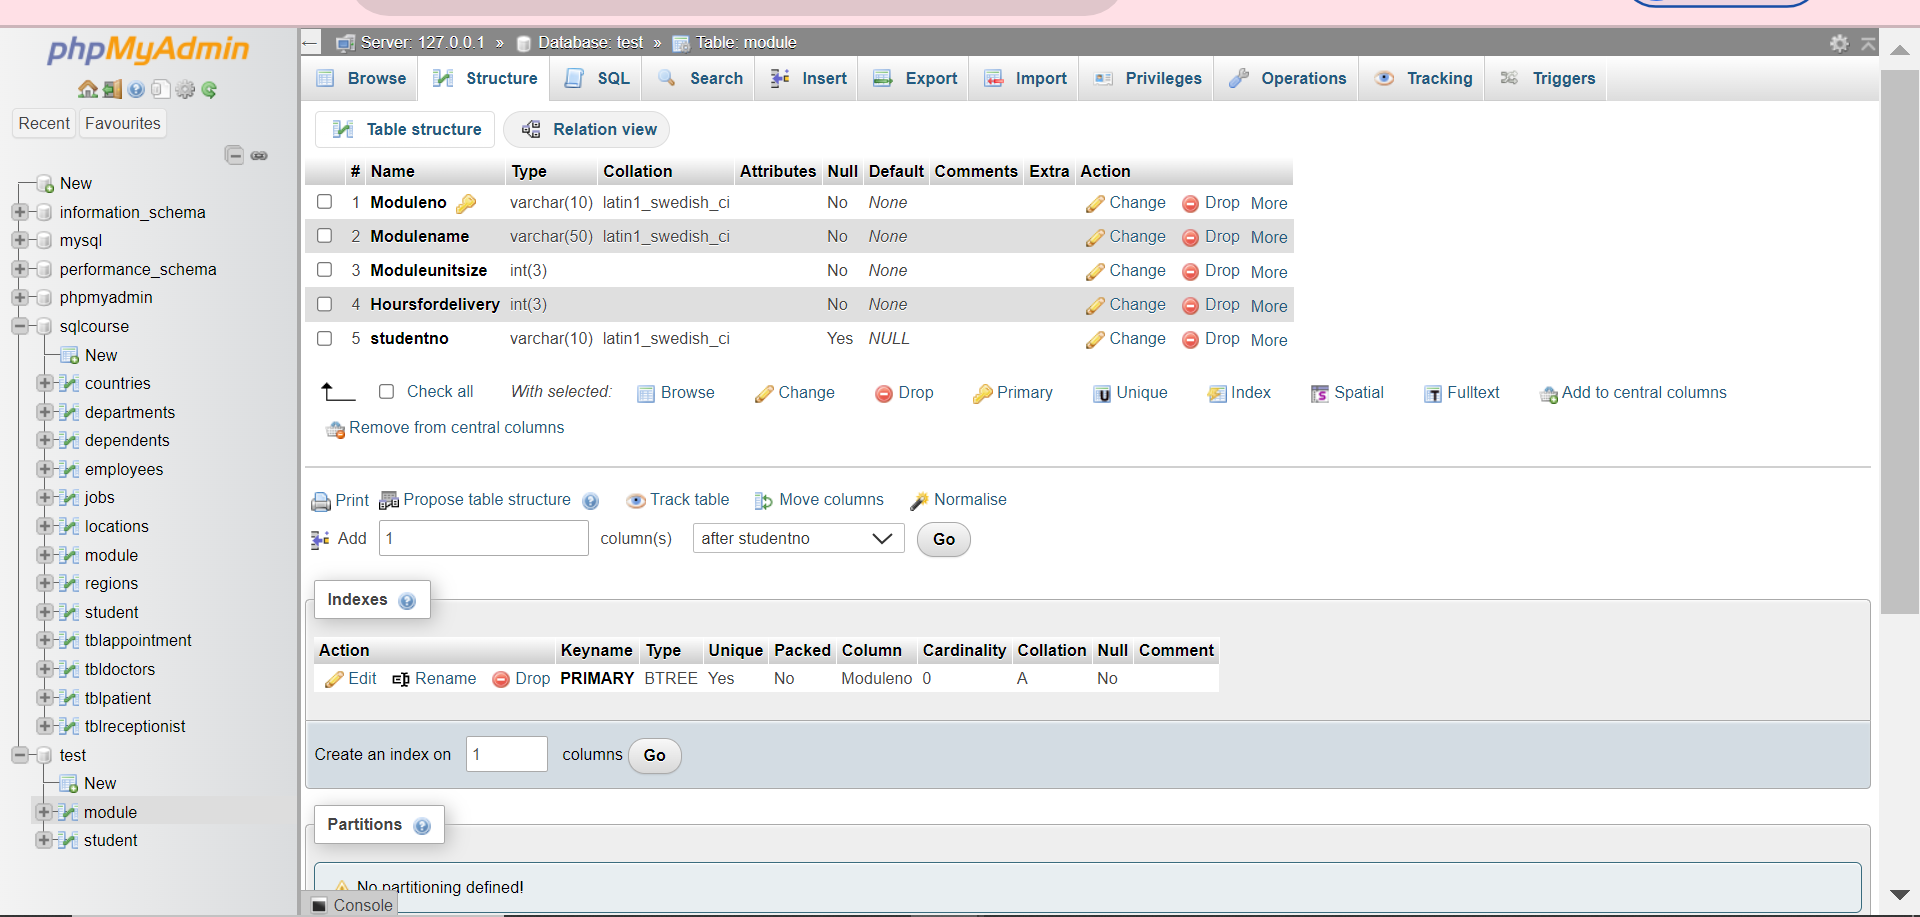 phpMyAdmin
Recent Favourites
New
information_schema
mysql
performance_schema
phpmyadmin
sqlcourse
New
countries
departments
dependents
employees
jobs
locations
module
regions
student
tblappointment
tbldoctors
tblpatient
tblreceptionist
test
New
module
student
Server: 127.0.0.1 » Database: test » Table: module
Browse Structure SQL Search Insert Export Import Privileges Operations Tracking Triggers
Table structure Relation view
# Name Type Collation Attributes Null Default Comments Extra Action
1 Moduleno varchar(10) latin1_swedish_ci No None Change Drop More
2 Modulename varchar(50) latin1_swedish_ci No None Change Drop More
3 Moduleunitsize int(3) No None Change Drop More
4 Hoursfordelivery int(3) No None Change Drop More
5 studentno varchar(10) latin1_swedish_ci Yes NULL Change Drop More
Check all With selected: Browse Change Drop Primary Unique Index Spatial Fulltext Add to central columns
Remove from central columns
Print Propose table structure Track table Move columns Normalise
Add 1 column(s) after studentno Go
Indexes
Action Keyname Type Unique Packed Column Cardinality Collation Null Comment
Edit Rename Drop PRIMARY BTREE Yes No Moduleno 0 A No
Create an index on 1 columns Go
Partitions
No partitioning defined!
Console